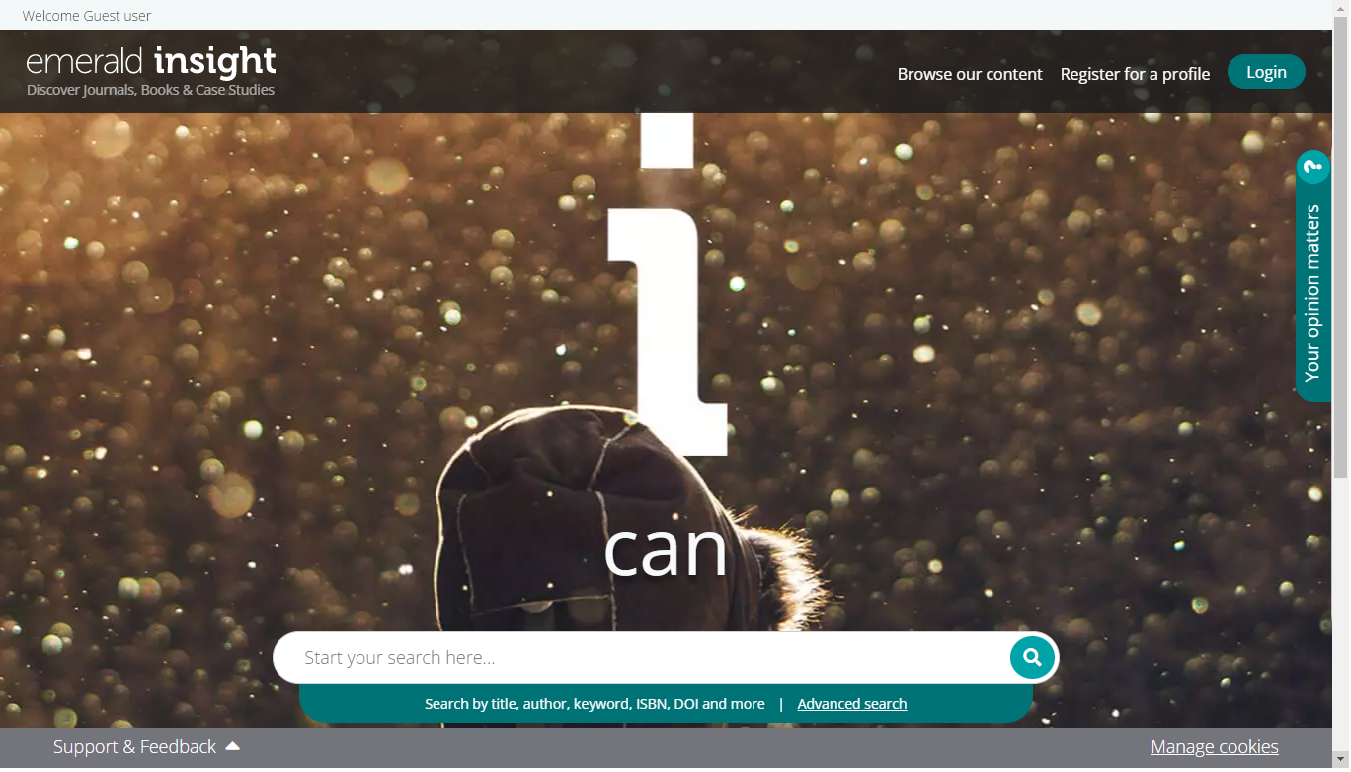 Welcome Guest user
emerald insight
Discover Journals, Books & Case Studies
Browse our content
Register for a profile
Login
i
can
Your opinion matters
Start your search here...
Search by title, author, keyword, ISBN, DOI and more | Advanced search
Support & Feedback
Manage cookies